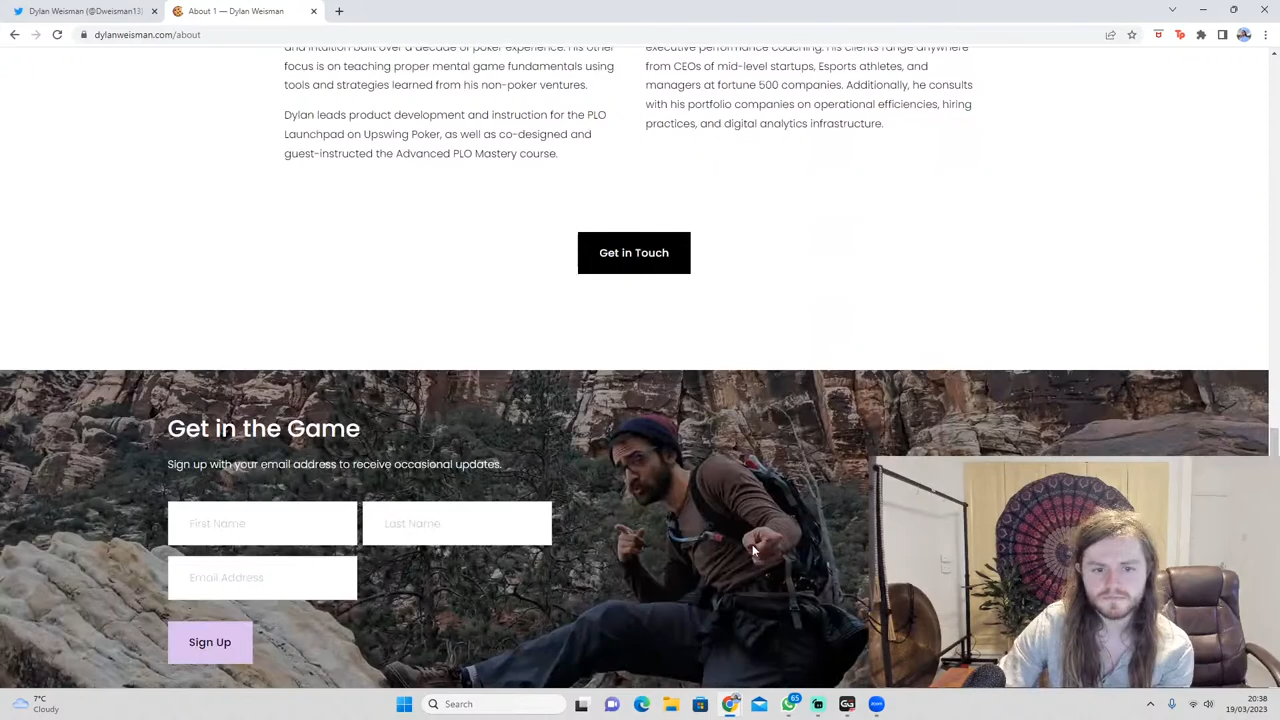 Dylan Weisman (@Dweisman13)
About 1 — Dylan Weisman
dylanweisman.com/about
and intuition built over a decade of poker experience. His other
focus is on teaching proper mental game fundamentals using
tools and strategies learned from his non-poker ventures.
Dylan leads product development and instruction for the PLO
Launchpad on Upswing Poker, as well as co-designed and
guest-instructed the Advanced PLO Mastery course.
executive performance coaching. His clients range anywhere
from CEOs of mid-level startups, Esports athletes, and
managers at fortune 500 companies. Additionally, he consults
with his portfolio companies on operational efficiencies, hiring
practices, and digital analytics infrastructure.
Get in Touch
Get in the Game
Sign up with your email address to receive occasional updates.
First Name
Last Name
Email Address
Sign Up
7°C
Cloudy
Search
65
20:38
19/03/2023